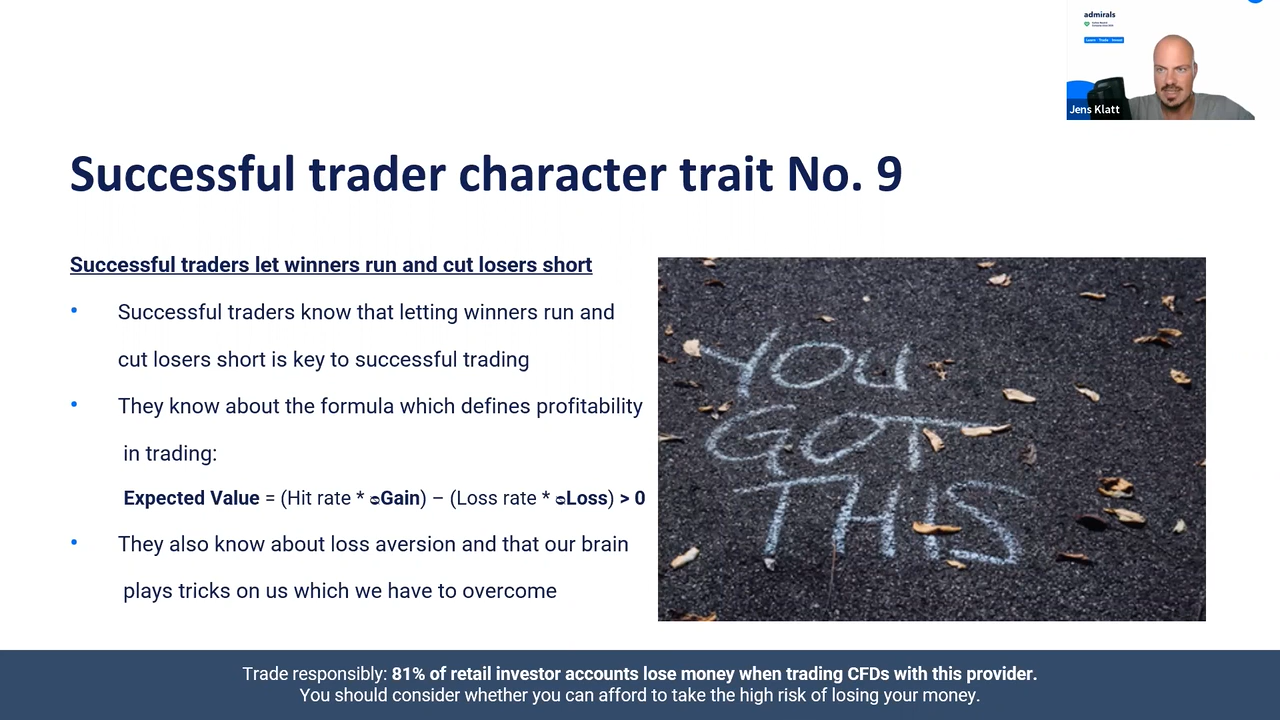 admirals
Jens Klatt
Successful trader character trait No. 9
Successful traders let winners run and cut losers short
• Successful traders know that letting winners run and
cut losers short is key to successful trading
• They know about the formula which defines profitability
in trading:
Expected Value = (Hit rate * ⌀Gain) – (Loss rate * ⌀Loss) > 0
• They also know about loss aversion and that our brain
plays tricks on us which we have to overcome
YOU
GOT
THIS
Trade responsibly: 81% of retail investor accounts lose money when trading CFDs with this provider.
You should consider whether you can afford to take the high risk of losing your money.